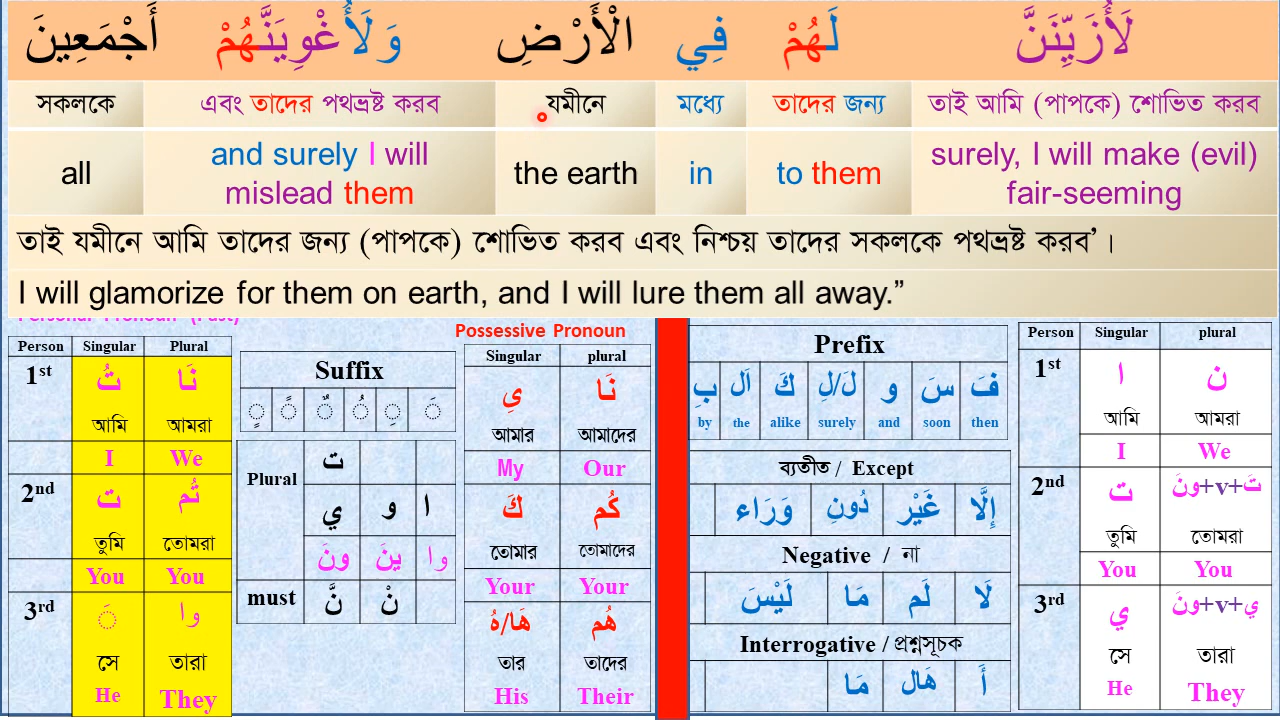 لَأُزَيِّنَنَّ لَهُمْ فِي الْأَرْضِ وَلَأُغْوِيَنَّهُمْ أَجْمَعِينَ
সকলকে এবং তাদের পথভ্রষ্ট করব যমীনে মধ্যে তাদের জন্য তাই আমি (পাপকে) শোভিত করব
all and surely I will mislead them the earth in to them surely, I will make (evil) fair-seeming
তাই যমীনে আমি তাদের জন্য (পাপকে) শোভিত করব এবং নিশ্চয় তাদের সকলকে পথভ্রষ্ট করব’।
I will glamorize for them on earth, and I will lure them all away.”
Person Singular Plural
1st تُ نَا
আমি আমরা
I We
2nd ت تُم
তুমি তোমরা
You You
3rd َ وا
সে তারা
He They
Suffix
ٍ ً ٌ ُ ِ َ
Plural ت
ي و ا
ونَ ينَ وا
must نَّ نْ
Possessive Pronoun
Singular plural
يِ نَا
আমার আমাদের
My Our
كَ كُم
তোমার তোমাদের
Your Your
هَا/هُ هُم
তার তাদের
His Their
Prefix
بِ اَل كَ لَ/لِ و سَ فَ
by the alike surely and soon then
ব্যতীত / Except
وَرَاء دُونِ غَيْر إِلَّا
Negative / না
لَيْسَ مَا لَم لَا
Interrogative / প্রশ্নসূচক
مَا هَال أَ
Person Singular plural
1st ا ن
আমি আমরা
I We
2nd ت تَ+v+ونَ
তুমি তোমরা
You You
3rd ي ي+v+ونَ
সে তারা
He They